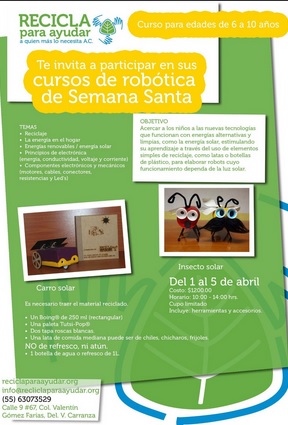 RECICLA
para ayudar
a quien más lo necesita A.C.
Curso para edades de 6 a 10 años
Te invita a participar en sus
cursos de robótica
de Semana Santa
TEMAS
• Reciclaje
• La energía en el hogar
• Energías renovables / energía solar
• Principios de electrónica
(energía, conductividad, voltaje y corriente)
• Componentes electrónicos y mecánicos
(motores, cables, conectores,
resistencias y Led's)
OBJETIVO
Acercar a los niños a las nuevas tecnologías
que funcionan con energías alternativas y
limpias, como la energía solar, estimulando
su aprendizaje a través del uso de elementos
simples de reciclaje, como latas o botellas
de plástico, para elaborar robots cuyo
funcionamiento dependa de la luz solar.
Carro solar
Insecto solar
Es necesario traer el material reciclado.
• Un Boing® de 250 ml (rectangular)
• Una paleta Tutsi-Pop®
• Dos tapa roscas blancas
• Una lata de comida mediana puede ser de chiles, chícharos, frijoles.
NO de refresco, ni atún.
• 1 botella de agua o refresco de 1L.
Del 1 al 5 de abril
Costo: $1200.00
Horario: 10:00 - 14:00 hrs.
Cupo limitado
Incluye: herramientas y accesorios
reciclaparaayudar.org
info@reciclaparaayudar.org
(55) 63073529
Calle 9 #67, Col. Valentín
Gómez Farías, Del. V. Carranza